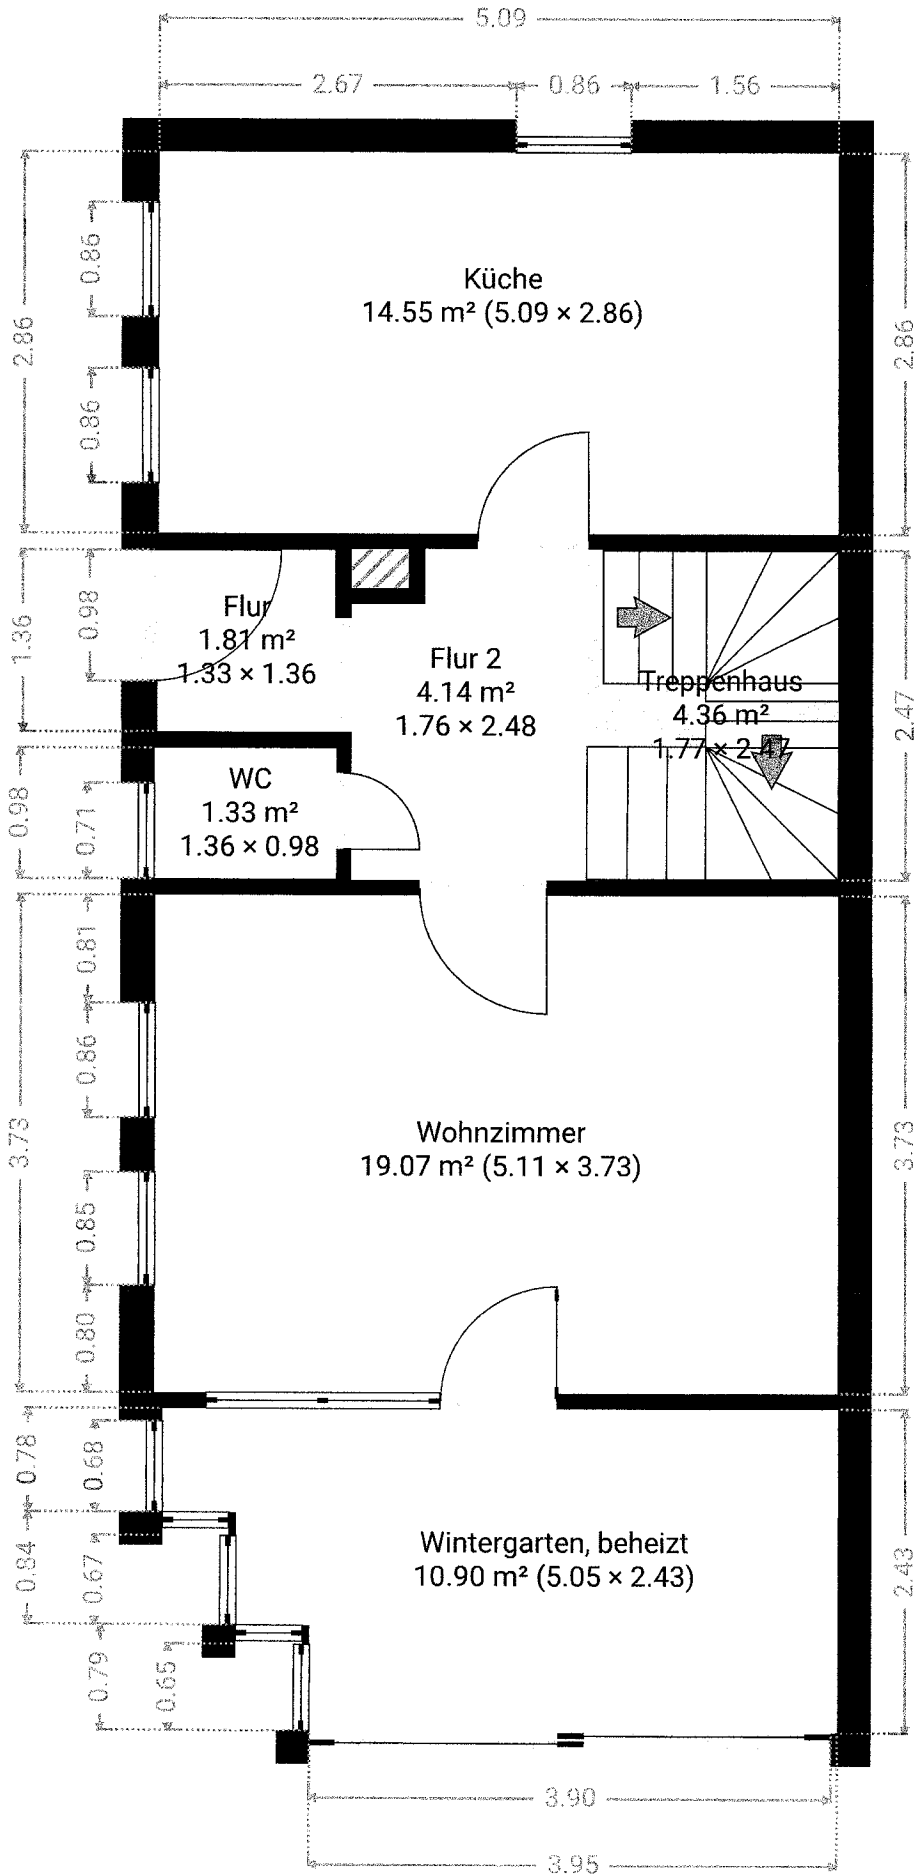 5.09
2.67
0.86
1.56
0.86
2.86
0.86
2.86
Küche
14.55 m² (5.09 × 2.86)
0.98
1.36
Flur
1.81 m²
1.33 × 1.36
Flur 2
4.14 m²
1.76 × 2.48
Treppenhaus
4.36 m²
1.77 × 2.47
2.47
0.98
0.71
WC
1.33 m²
1.36 × 0.98
0.81
0.86
3.73
0.85
0.80
Wohnzimmer
19.07 m² (5.11 × 3.73)
3.73
0.78
0.68
0.84
0.67
0.79
0.65
Wintergarten, beheizt
10.90 m² (5.05 × 2.43)
2.43
3.90
3.95